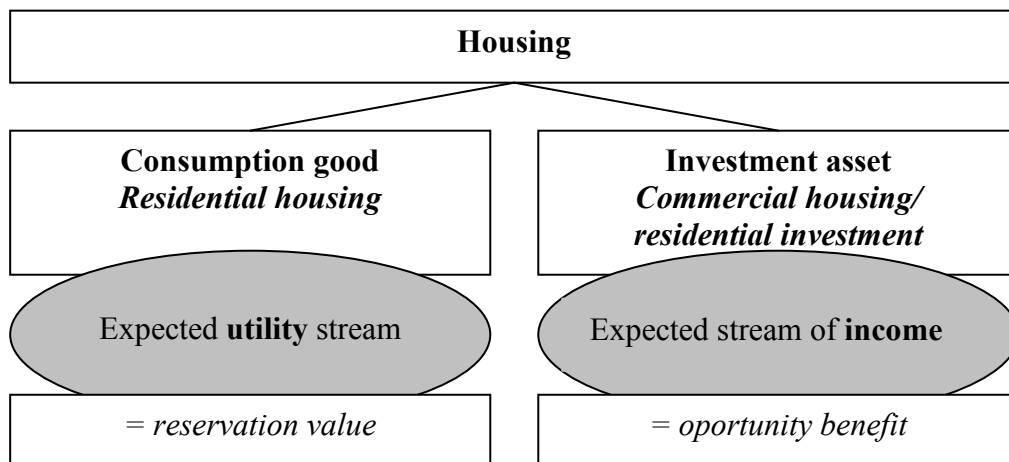 Housing
Consumption good
Residential housing
Investment asset
Commercial housing/
residential investment
Expected utility stream
Expected stream of income
= reservation value
= oportunity benefit